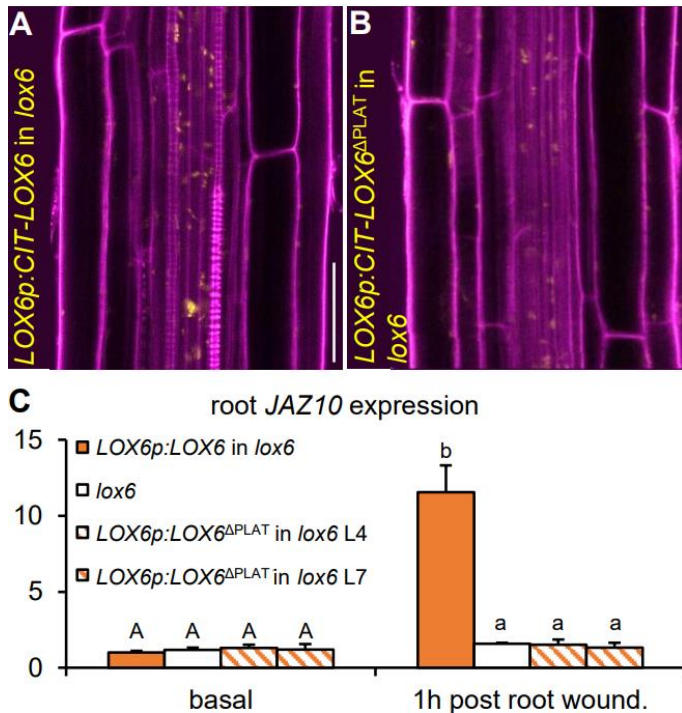 A
LOX6p:CIT-LOX6 in lox6
B
LOX6p:CIT-LOX6ΔPLAT in
lox6
C
root JAZ10 expression
15
10
5
0
LOX6p:LOX6 in lox6
lox6
LOX6p:LOX6ΔPLAT in lox6 L4
LOX6p:LOX6ΔPLAT in lox6 L7
A A A A
b
a a a
basal 1h post root wound.